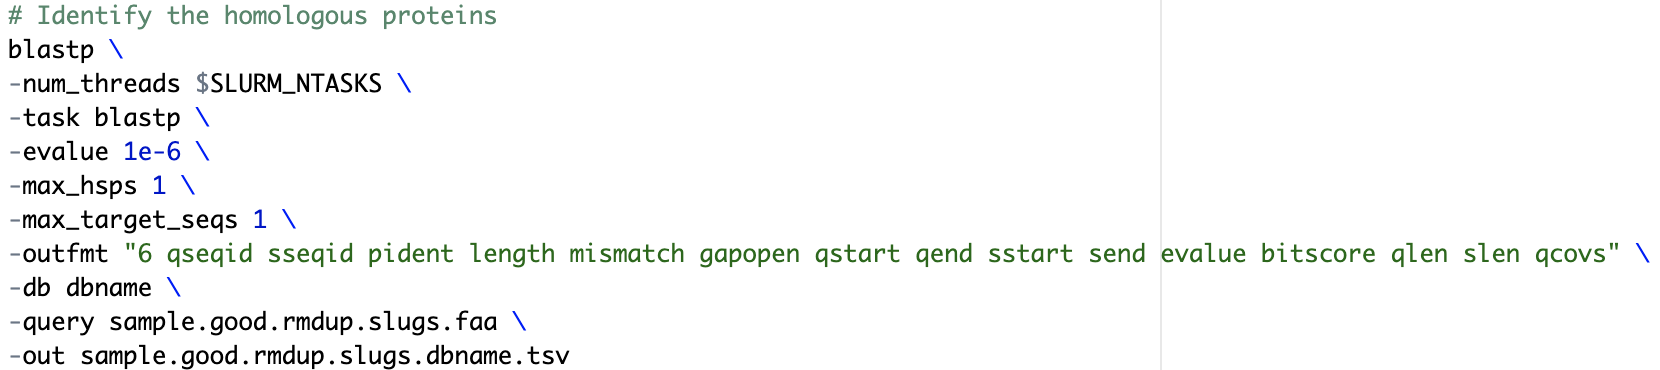 # Identify the homologous proteins
blastp \
-num_threads $SLURM_NTASKS \
-task blastp \
-evalue 1e-6 \
-max_hsps 1 \
-max_target_seqs 1 \
-outfmt "6 qseqid sseqid pident length mismatch gapopen qstart qend sstart send evalue bitscore qlen slen qcovs" \
-db dbname \
-query sample.good.rmdup.slugs.faa \
-out sample.good.rmdup.slugs.dbname.tsv